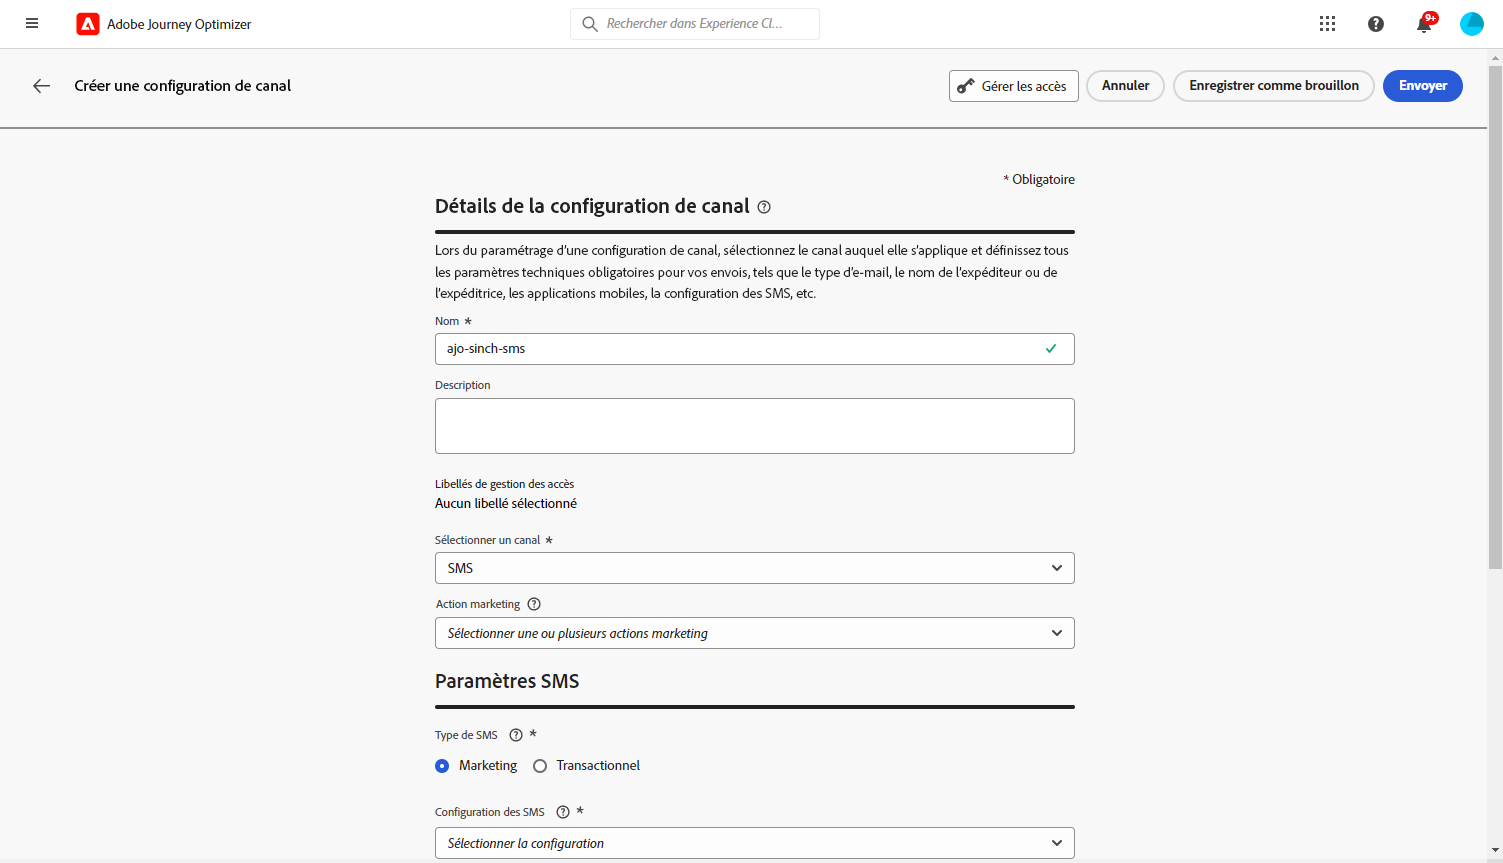 Adobe Journey Optimizer
Rechercher dans Experience Cl...
9+
Créer une configuration de canal
Gérer les accès
Annuler
Enregistrer comme brouillon
Envoyer
* Obligatoire
Détails de la configuration de canal
Lors du paramétrage d’une configuration de canal, sélectionnez le canal auquel elle s’applique et définissez tous
les paramètres techniques obligatoires pour vos envois, tels que le type d’e-mail, le nom de l’expéditeur ou de
l’expéditrice, les applications mobiles, la configuration des SMS, etc.
Nom *
ajo-sinch-sms
Description
Libellés de gestion des accès
Aucun libellé sélectionné
Sélectionner un canal *
SMS
Action marketing
Sélectionner une ou plusieurs actions marketing
Paramètres SMS
Type de SMS *
Marketing Transactionnel
Configuration des SMS *
Sélectionner la configuration